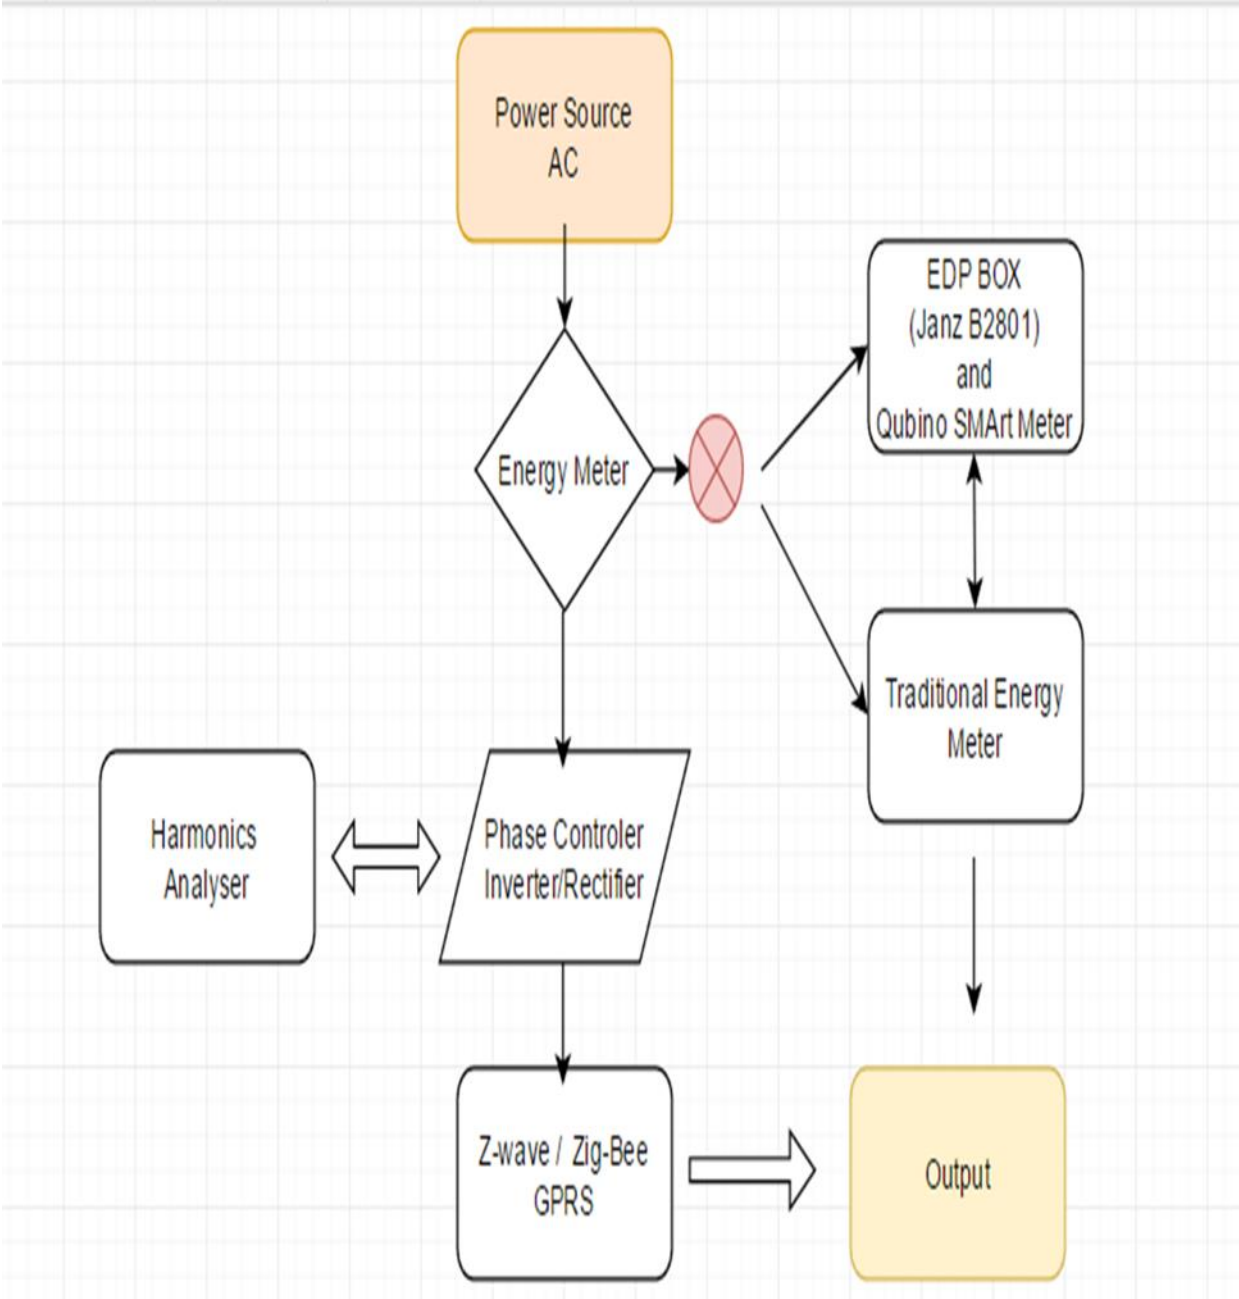 Power Source
AC
EDP BOX
(Janz B2801)
and
Qubino SMArt Meter
Energy Meter
Traditional Energy
Meter
Harmonics
Analyser
Phase Controler
Inverter/Rectifier
Z-wave / Zig-Bee
GPRS
Output